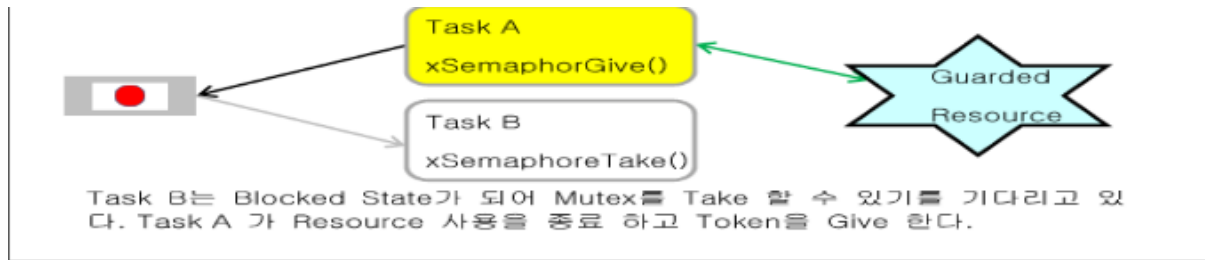 Task A
xSemaphorGive()
Guarded
Resource
Task B
xSemaphoreTake()
Task B는 Blocked State가 되어 Mutex를 Take 할 수 있기를 기다리고 있
다. Task A 가 Resource 사용을 종료 하고 Token을 Give 한다.